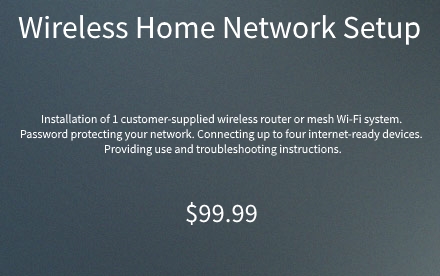 Wireless Home Network Setup
Installation of 1 customer-supplied wireless router or mesh Wi-Fi system.
Password protecting your network. Connecting up to four internet-ready devices.
Providing use and troubleshooting instructions.
$99.99